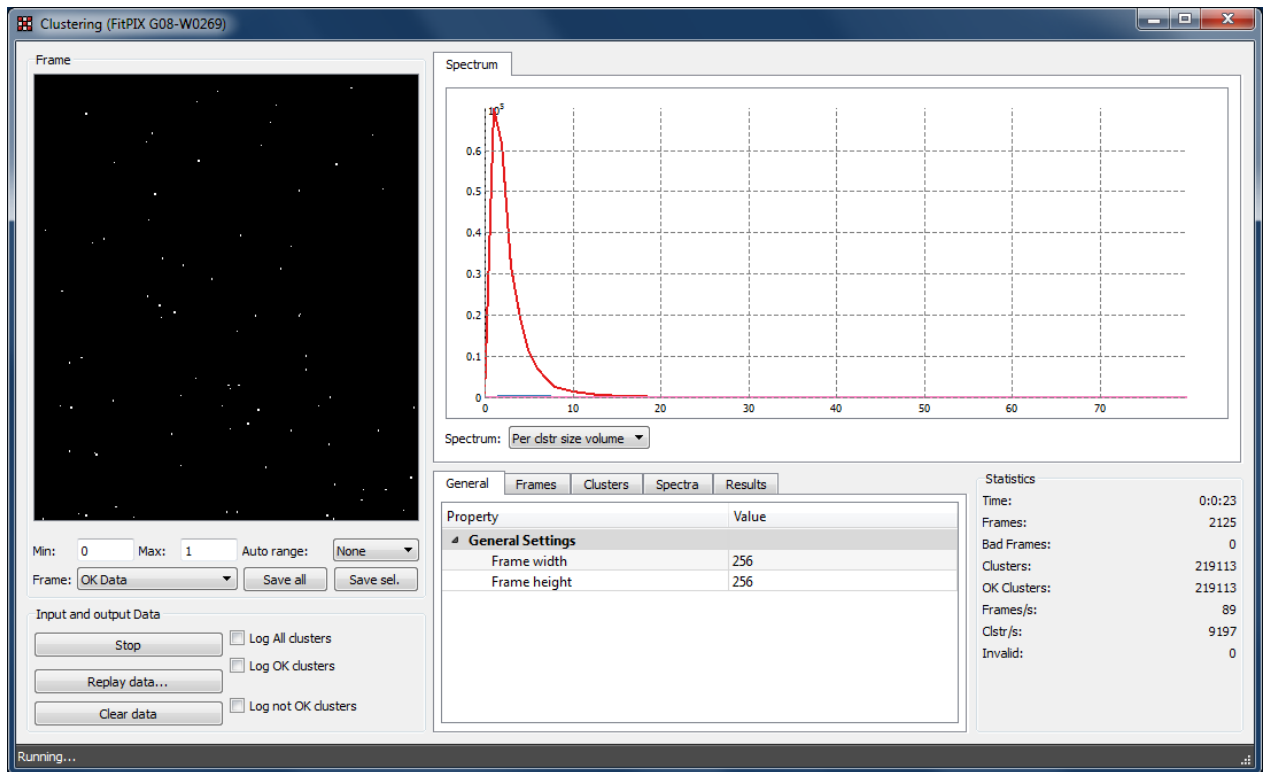 Clustering (FitPIX G08-W0269)
Frame
Spectrum
10^5
0.6
0.5
0.4
0.3
0.2
0.1
0
0 10 20 30 40 50 60 70
Spectrum: Per clstr size volume
Min: 0 Max: 1 Auto range: None
Frame: OK Data Save all Save sel.
Input and output Data
Stop
Replay data...
Clear data
Log All clusters
Log OK clusters
Log not OK clusters
General Frames Clusters Spectra Results
Property Value
General Settings
Frame width 256
Frame height 256
Statistics
Time: 0:0:23
Frames: 2125
Bad Frames: 0
Clusters: 219113
OK Clusters: 219113
Frames/s: 89
Clstr/s: 9197
Invalid: 0
Running...